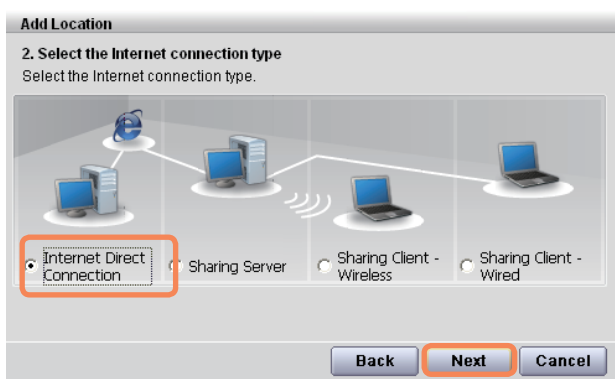 Add Location
2. Select the Internet connection type
Select the Internet connection type.
Internet Direct
Connection
Sharing Server
Sharing Client -
Wireless
Sharing Client -
Wired
Back Next Cancel